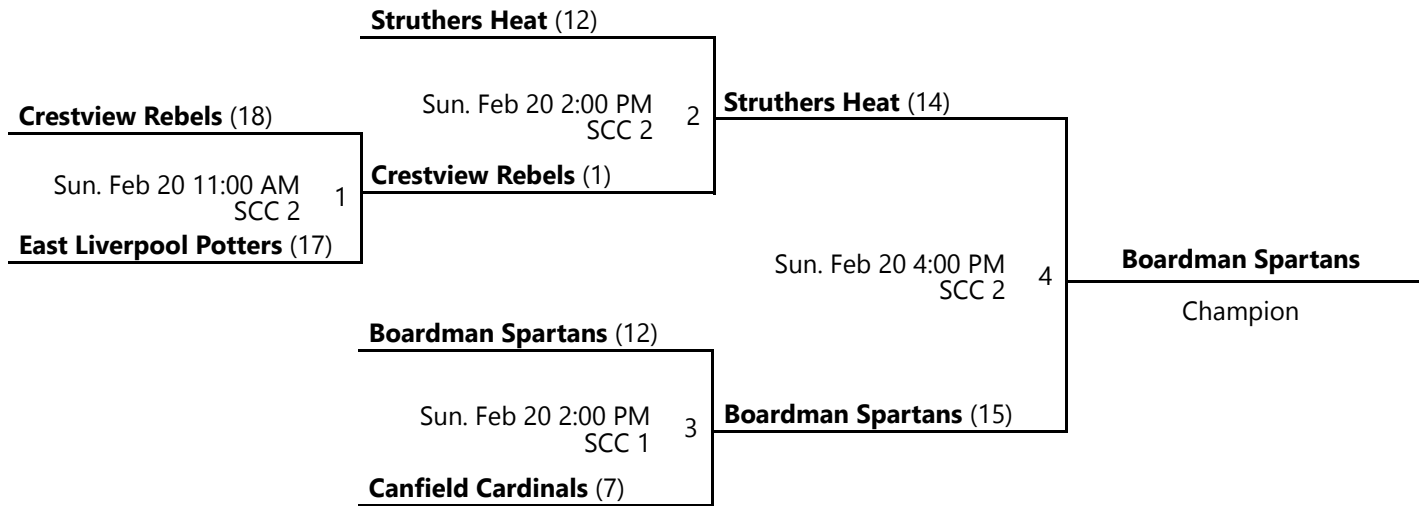 Struthers Heat (12)
Crestview Rebels (18)
Sun. Feb 20 2:00 PM
SCC 2
2
Struthers Heat (14)
Sun. Feb 20 11:00 AM
SCC 2
1
Crestview Rebels (1)
East Liverpool Potters (17)
Sun. Feb 20 4:00 PM
SCC 2
4
Boardman Spartans
Champion
Boardman Spartans (12)
Sun. Feb 20 2:00 PM
SCC 1
3
Boardman Spartans (15)
Canfield Cardinals (7)